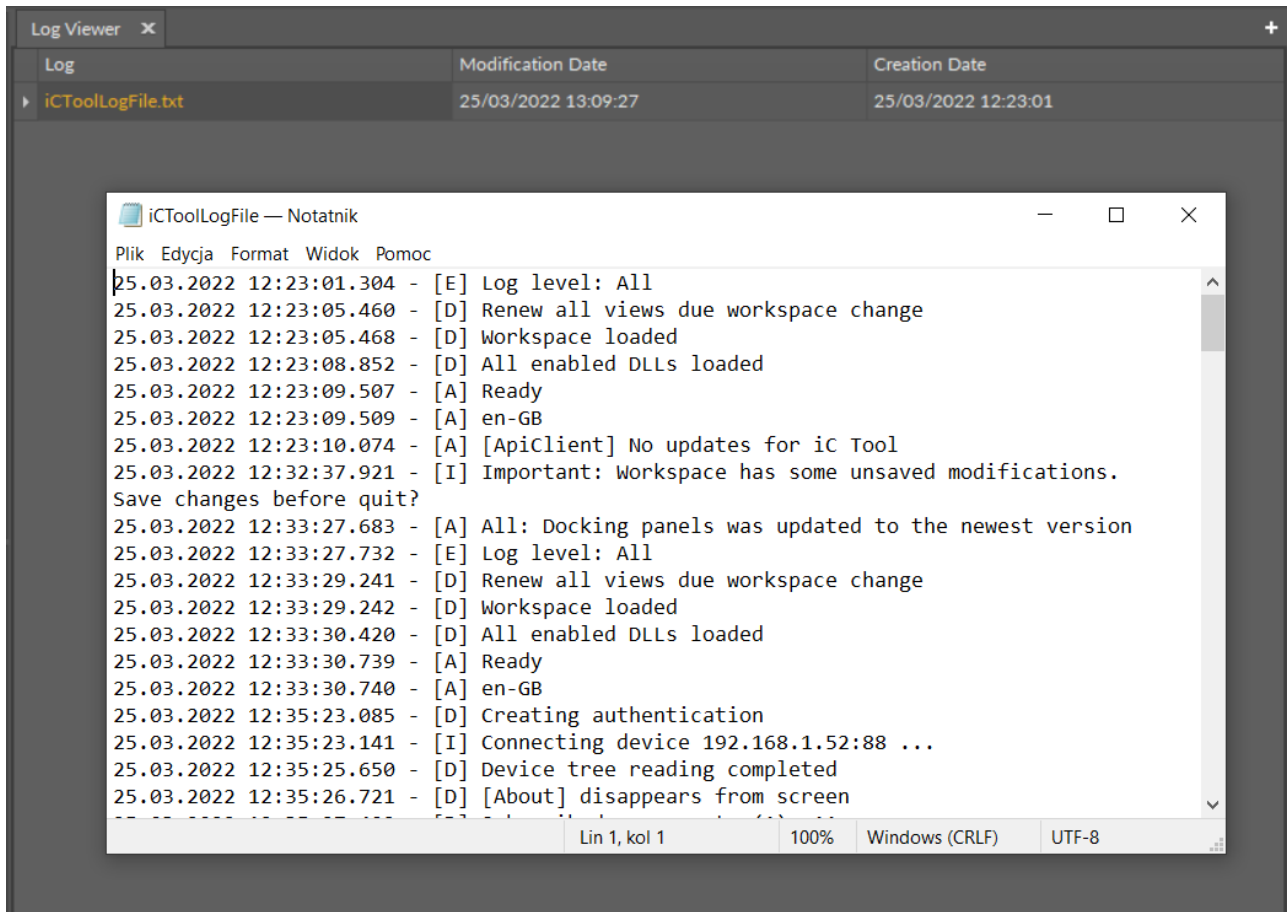 Log Viewer
Log Modification Date Creation Date
iCToolLogFile.txt 25/03/2022 13:09:27 25/03/2022 12:23:01
iCToolLogFile — Notatnik
Plik Edycja Format Widok Pomoc
25.03.2022 12:23:01.304 - [E] Log level: All
25.03.2022 12:23:05.460 - [D] Renew all views due workspace change
25.03.2022 12:23:05.468 - [D] Workspace loaded
25.03.2022 12:23:08.852 - [D] All enabled DLLs loaded
25.03.2022 12:23:09.507 - [A] Ready
25.03.2022 12:23:09.509 - [A] en-GB
25.03.2022 12:23:10.074 - [A] [ApiClient] No updates for iC Tool
25.03.2022 12:32:37.921 - [I] Important: Workspace has some unsaved modifications.
Save changes before quit?
25.03.2022 12:33:27.683 - [A] All: Docking panels was updated to the newest version
25.03.2022 12:33:27.732 - [E] Log level: All
25.03.2022 12:33:29.241 - [D] Renew all views due workspace change
25.03.2022 12:33:29.242 - [D] Workspace loaded
25.03.2022 12:33:30.420 - [D] All enabled DLLs loaded
25.03.2022 12:33:30.739 - [A] Ready
25.03.2022 12:33:30.740 - [A] en-GB
25.03.2022 12:35:23.085 - [D] Creating authentication
25.03.2022 12:35:23.141 - [I] Connecting device 192.168.1.52:88 ...
25.03.2022 12:35:25.650 - [D] Device tree reading completed
25.03.2022 12:35:26.721 - [D] [About] disappears from screen
Lin 1, kol 1 100% Windows (CRLF) UTF-8